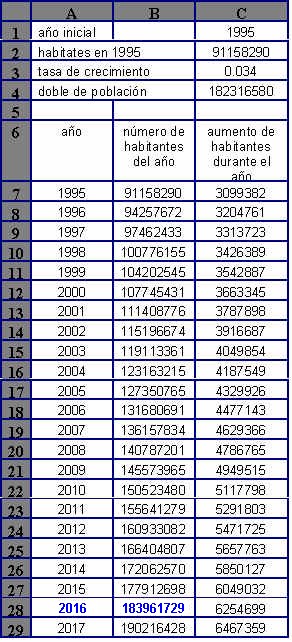 A B C
1 año inicial 1995
2 habitates en 1995 91158290
3 tasa de crecimiento 0.034
4 doble de población 182316580
5
6 año número de habitantes del año aumento de habitantes durante el año
7 1995 91158290 3099382
8 1996 94257672 3204761
9 1997 97462433 3313723
10 1998 100776155 3426389
11 1999 104202545 3542887
12 2000 107745431 3663345
13 2001 111408776 3787898
14 2002 115196674 3916687
15 2003 119113361 4049854
16 2004 123163215 4187549
17 2005 127350765 4329926
18 2006 131680691 4477143
19 2007 136157834 4629366
20 2008 140787201 4786765
21 2009 145573965 4949515
22 2010 150523480 5117798
23 2011 155641279 5291803
24 2012 160933082 5471725
25 2013 166404807 5657763
26 2014 172062570 5850127
27 2015 177912698 6049032
28 2016 183961729 6254699
29 2017 190216428 6467359